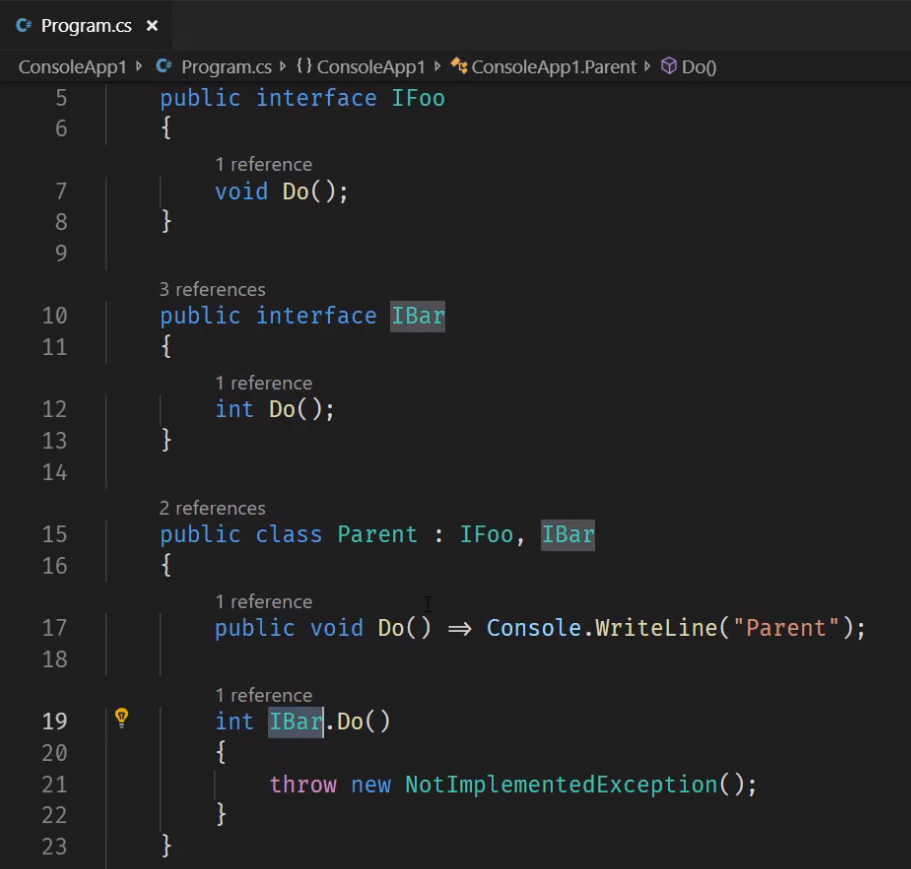 Program.cs ×
ConsoleApp1 Program.cs {} ConsoleApp1 ConsoleApp1.Parent Do()
5 public interface IFoo
6 {
1 reference
7 void Do();
8 }
9
3 references
10 public interface IBar
11 {
1 reference
12 int Do();
13 }
14
2 references
15 public class Parent : IFoo, IBar
16 {
1 reference
17 public void Do() => Console.WriteLine("Parent");
18
1 reference
19 int IBar.Do()
20 {
21 throw new NotImplementedException();
22 }
23 }